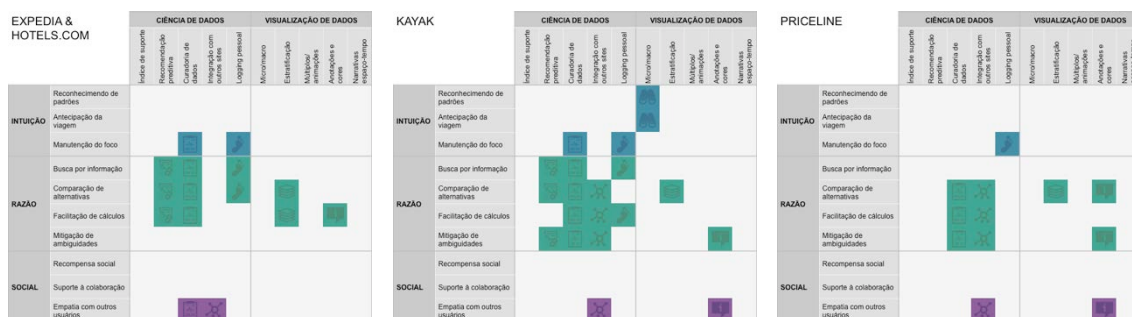 EXPEDIA &
HOTELS.COM
CIÊNCIA DE DADOS
VISUALIZAÇÃO DE DADOS
Índice de suporte
Recomendação
preditiva
Curadoria de
dados
Integração com
outros sites
Logging pessoal
Micro/macro
Estratificação
Múltiplos/
animações
Anotações e
cores
Narrativas
espaço-tempo
INTUIÇÃO
Reconhecimento de
padrões
Antecipação da
viagem
Manutenção do foco
RAZÃO
Busca por informação
Comparação de
alternativas
Facilitação de cálculos
Mitigação de
ambiguidades
SOCIAL
Recompensa social
Suporte à colaboração
Empatia com outros
usuários
KAYAK
CIÊNCIA DE DADOS
VISUALIZAÇÃO DE DADOS
Índice de suporte
Recomendação
preditiva
Curadoria de
dados
Integração com
outros sites
Logging pessoal
Micro/macro
Estratificação
Múltiplos/
animações
Anotações e
cores
Narrativas
espaço-tempo
INTUIÇÃO
Reconhecimento de
padrões
Antecipação da
viagem
Manutenção do foco
RAZÃO
Busca por informação
Comparação de
alternativas
Facilitação de cálculos
Mitigação de
ambiguidades
SOCIAL
Recompensa social
Suporte à colaboração
Empatia com outros
usuários
PRICELINE
CIÊNCIA DE DADOS
VISUALIZAÇÃO DE DADOS
Índice de suporte
Recomendação
preditiva
Curadoria de
dados
Integração com
outros sites
Logging pessoal
Micro/macro
Estratificação
Múltiplos/
animações
Anotações e
cores
Narrativas
espaço-tempo
INTUIÇÃO
Reconhecimento de
padrões
Antecipação da
viagem
Manutenção do foco
RAZÃO
Busca por informação
Comparação de
alternativas
Facilitação de cálculos
Mitigação de
ambiguidades
SOCIAL
Recompensa social
Suporte à colaboração
Empatia com outros
usuários